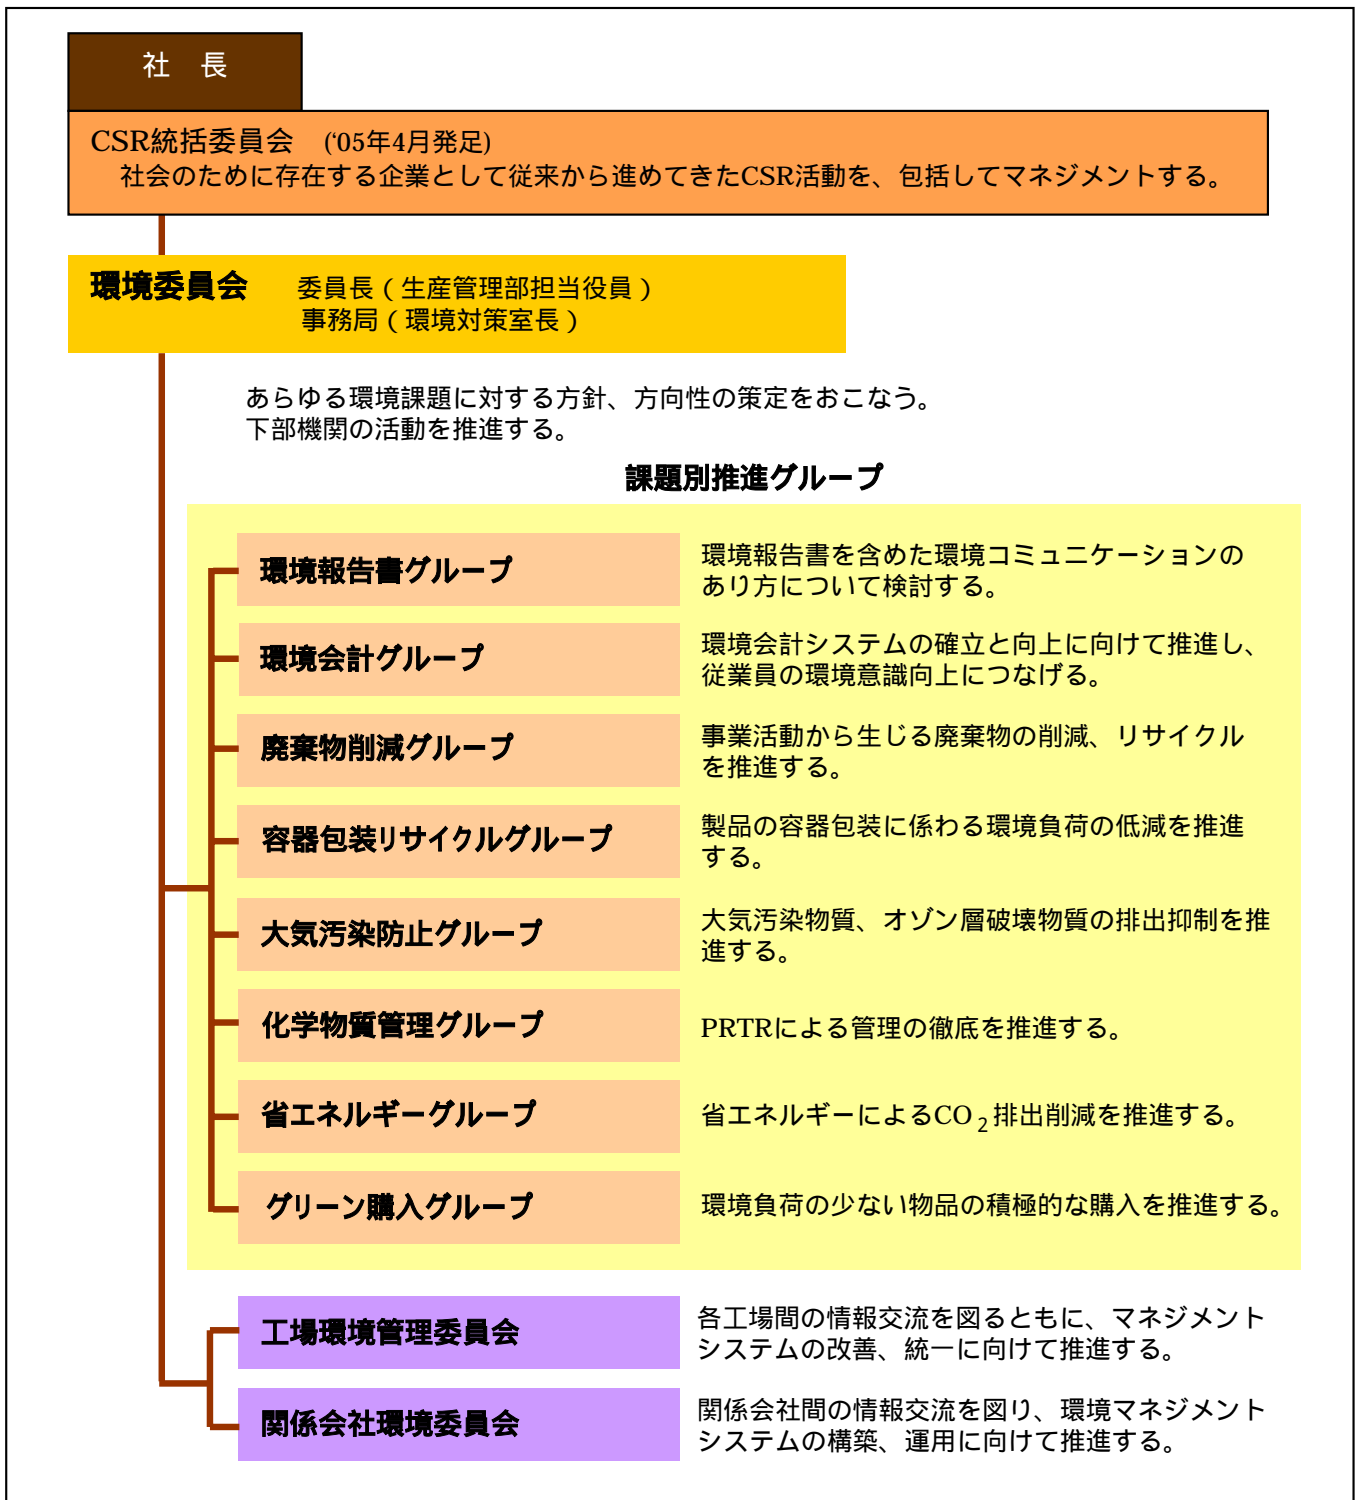 社　長
CSR統括委員会　('05年4月発足)
社会のために存在する企業として従来から進めてきたCSR活動を、包括してマネジメントする。
環境委員会　委員長（生産管理部担当役員）
事務局（環境対策室長）
あらゆる環境課題に対する方針、方向性の策定をおこなう。
下部機関の活動を推進する。
課題別推進グループ
環境報告書グループ
環境報告書を含めた環境コミュニケーションの
あり方について検討する。
環境会計グループ
環境会計システムの確立と向上に向けて推進し、
従業員の環境意識向上につなげる。
廃棄物削減グループ
事業活動から生じる廃棄物の削減、リサイクル
を推進する。
容器包装リサイクルグループ
製品の容器包装に係わる環境負荷の低減を推進
する。
大気汚染防止グループ
大気汚染物質、オゾン層破壊物質の排出抑制を推
進する。
化学物質管理グループ
PRTRによる管理の徹底を推進する。
省エネルギーグループ
省エネルギーによるCO₂排出削減を推進する。
グリーン購入グループ
環境負荷の少ない物品の積極的な購入を推進する。
工場環境管理委員会
各工場間の情報交流を図るともに、マネジメント
システムの改善、統一に向けて推進する。
関係会社環境委員会
関係会社間の情報交流を図り、環境マネジメント
システムの構築、運用に向けて推進する。